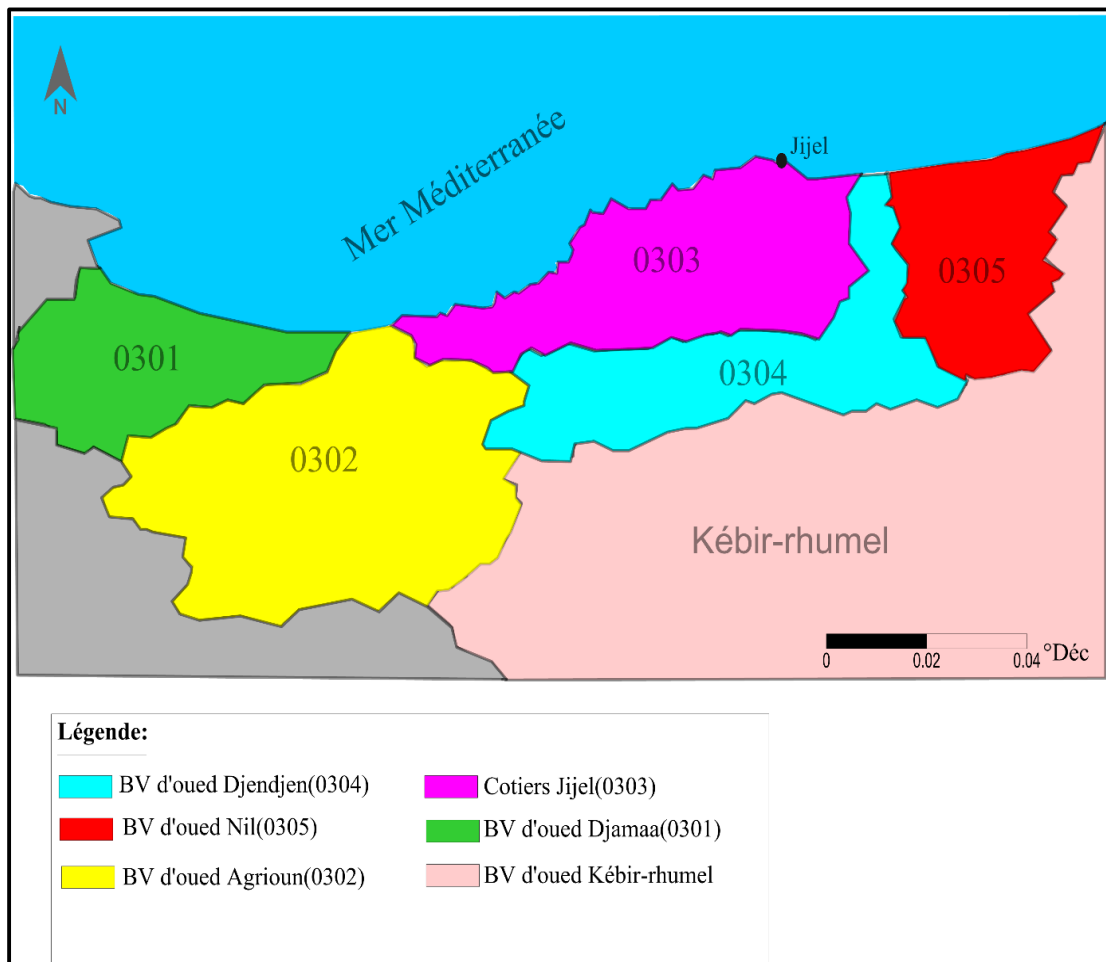 N
Mer Méditerranée
Jijel
0303
0305
0301
0304
0302
Kébir-rhumel
0 0.02 0.04 °Déc
Légende:
BV d'oued Djendjen(0304)
Cotiers Jijel(0303)
BV d'oued Nil(0305)
BV d'oued Djamaa(0301)
BV d'oued Agrioun(0302)
BV d'oued Kébir-rhumel